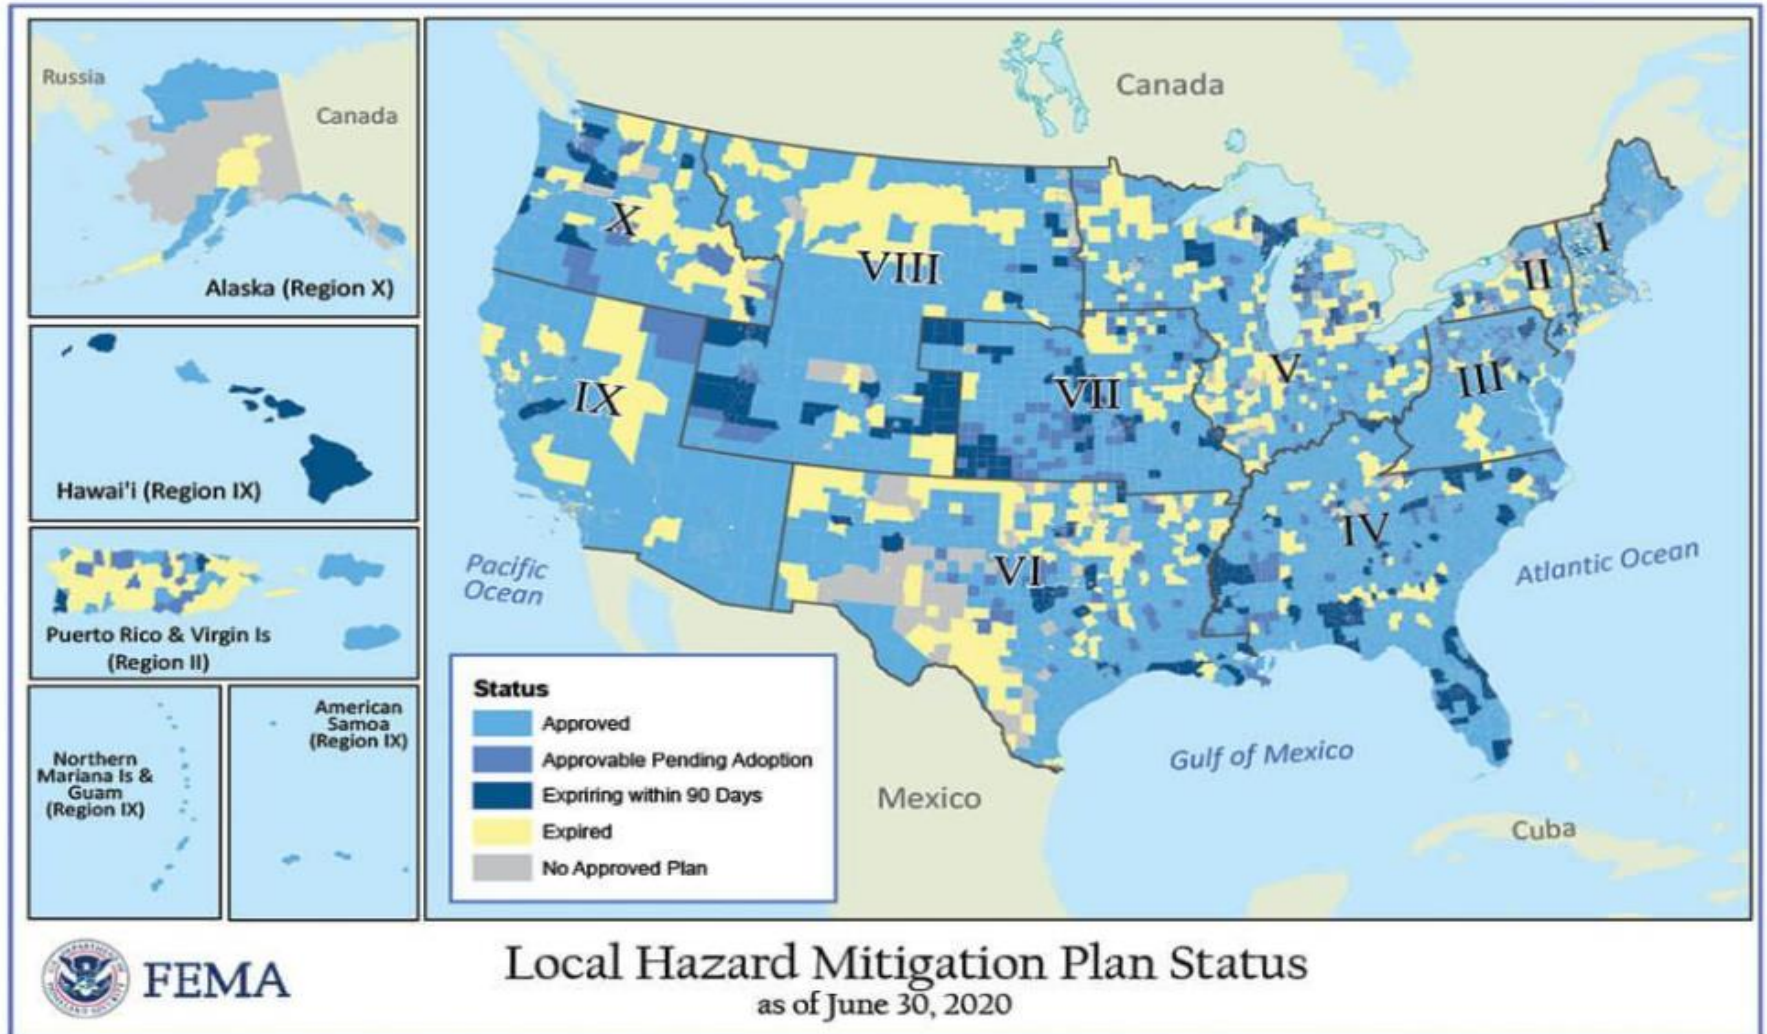 Russia
Canada
Alaska (Region X)
Hawai'i (Region IX)
Puerto Rico & Virgin Is
(Region II)
Northern
Mariana Is &
Guam
(Region IX)
American
Samoa
(Region IX)
Canada
X
VIII
IX
VII
V
I
II
III
IV
VI
Pacific
Ocean
Atlantic Ocean
Gulf of Mexico
Mexico
Cuba
Status
Approved
Approvable Pending Adoption
Expriring within 90 Days
Expired
No Approved Plan
FEMA
Local Hazard Mitigation Plan Status
as of June 30, 2020